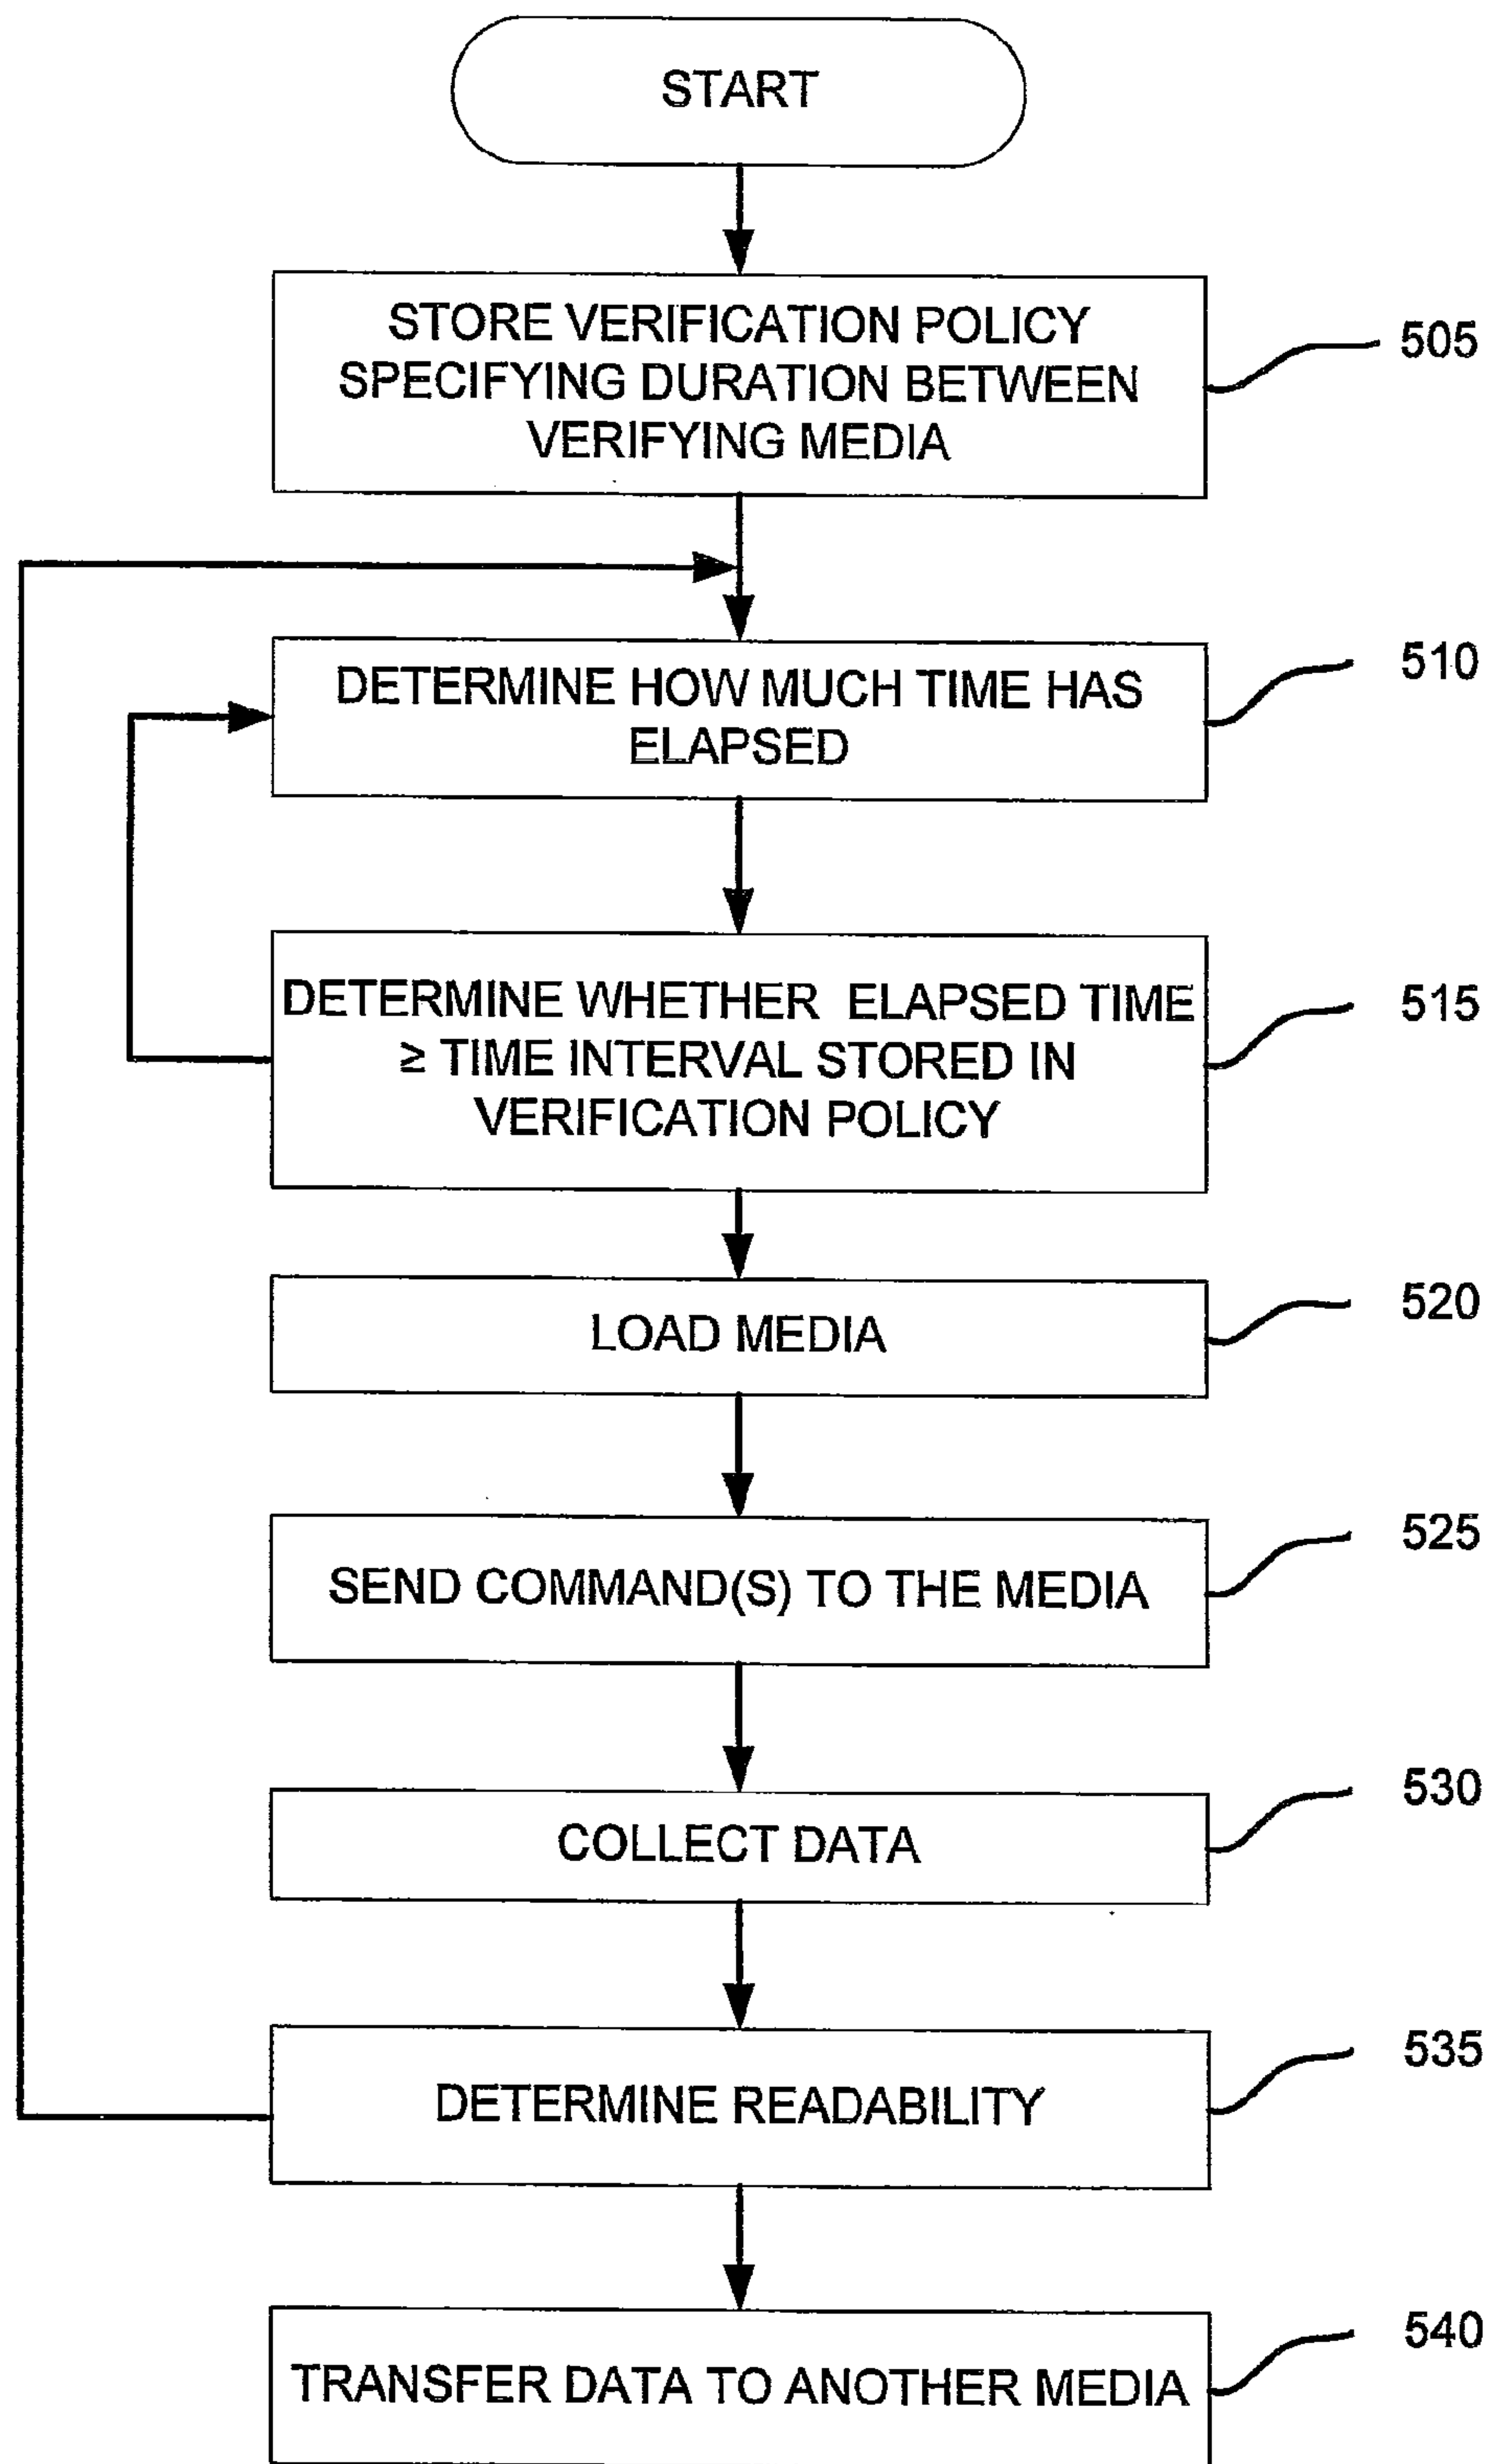 START
STORE VERIFICATION POLICY
SPECIFYING DURATION BETWEEN
VERIFYING MEDIA
505
DETERMINE HOW MUCH TIME HAS
ELAPSED
510
DETERMINE WHETHER ELAPSED TIME
≥ TIME INTERVAL STORED IN
VERIFICATION POLICY
515
LOAD MEDIA
520
SEND COMMAND(S) TO THE MEDIA
525
COLLECT DATA
530
DETERMINE READABILITY
535
TRANSFER DATA TO ANOTHER MEDIA
540